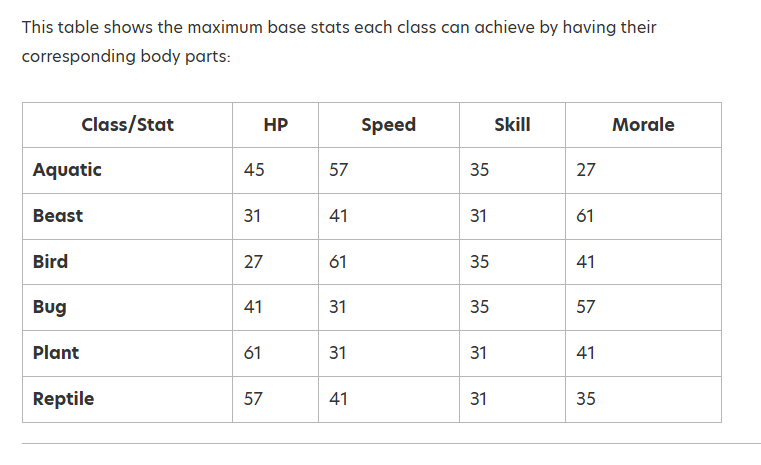 This table shows the maximum base stats each class can achieve by having their
corresponding body parts:
Class/Stat HP Speed Skill Morale
Aquatic 45 57 35 27
Beast 31 41 31 61
Bird 27 61 35 41
Bug 41 31 35 57
Plant 61 31 31 41
Reptile 57 41 31 35